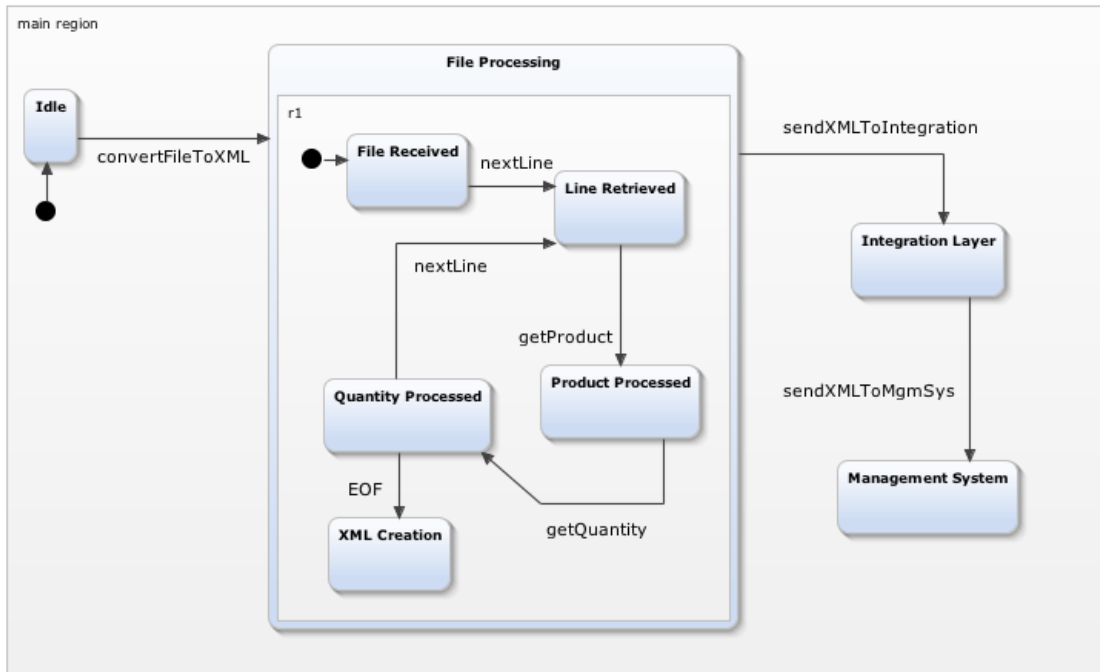 main region
File Processing
Idle
r1
convertFileToXML
File Received
nextLine
Line Retrieved
sendXMLToIntegration
Integration Layer
nextLine
getProduct
Quantity Processed
Product Processed
sendXMLToMgmSys
EOF
getQuantity
XML Creation
Management System